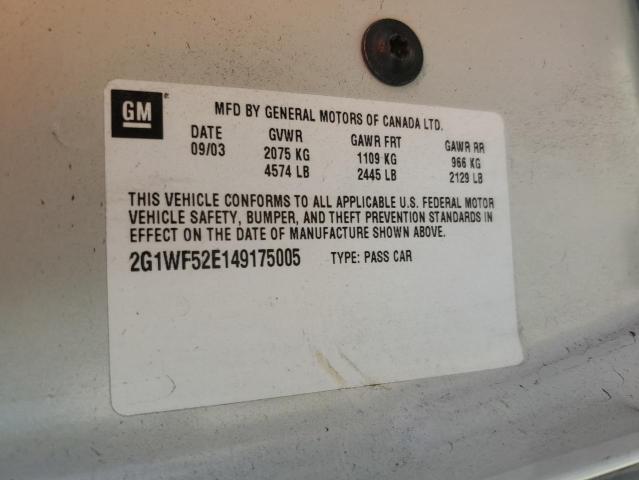 GM
MFD BY GENERAL MOTORS OF CANADA LTD.
DATE GVWR GAWR FRT GAWR RR
09/03 2075 KG 1109 KG 966 KG
4574 LB 2445 LB 2129 LB
THIS VEHICLE CONFORMS TO ALL APPLICABLE U.S. FEDERAL MOTOR
VEHICLE SAFETY, BUMPER, AND THEFT PREVENTION STANDARDS IN
EFFECT ON THE DATE OF MANUFACTURE SHOWN ABOVE.
2G1WF52E149175005 TYPE: PASS CAR